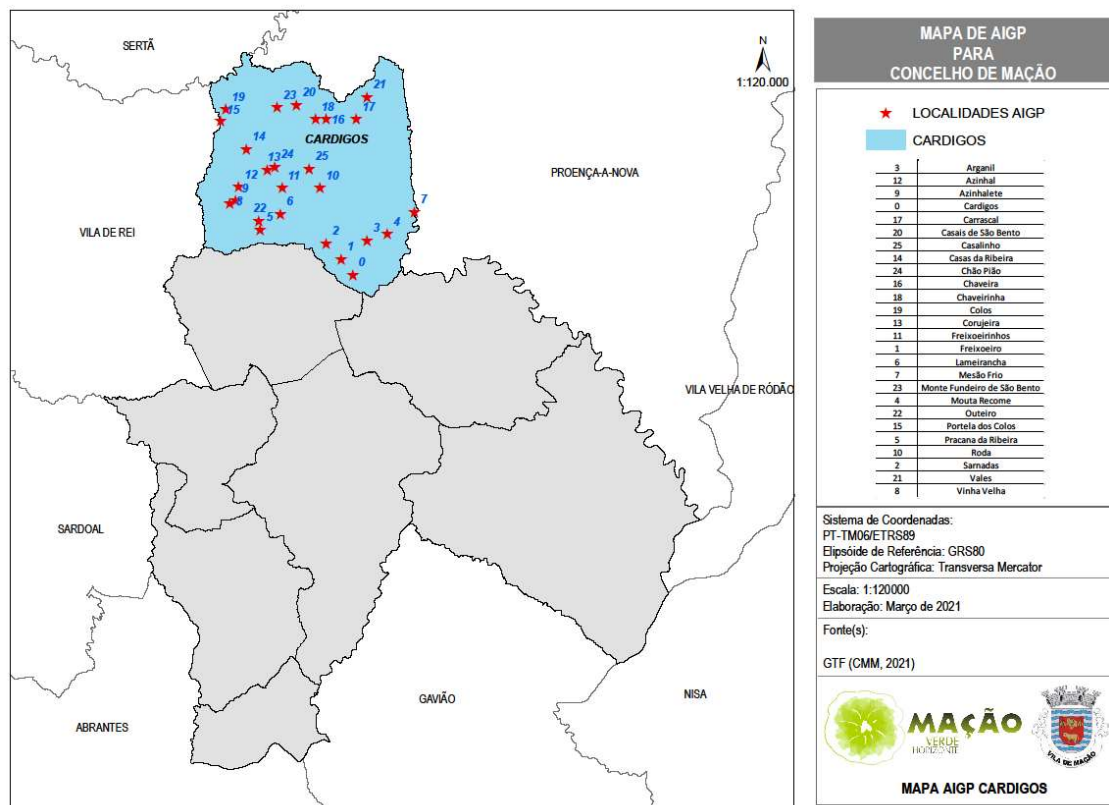 SERTÃ
N
1:120.000
21
19
23
20
15
18
16
17
CARDIGOS
14
13
24
25
PROENÇA-A-NOVA
12
11
10
9
8
7
22
6
5
VILA DE REI
3
4
2
1
0
VILA VELHA DE RÓDÃO
SARDOAL
GAVIÃO
NISA
ABRANTES
MAPA DE AIGP
PARA
CONCELHO DE MAÇÃO
LOCALIDADES AIGP
CARDIGOS
3 Arganil
12 Azinhal
9 Azinhalete
0 Cardigos
17 Carrascal
20 Casais de São Bento
25 Casalinho
14 Casas da Ribeira
24 Chão Pião
16 Chaveira
18 Chaveirinha
19 Colos
13 Corujeira
11 Freixoeirinhos
1 Freixoeiro
6 Lameirancha
7 Mesão Frio
23 Monte Fundeiro de São Bento
4 Mouta Recome
22 Outeiro
15 Portela dos Colos
5 Pracana da Ribeira
10 Roda
2 Sarnadas
21 Vales
8 Vinha Velha
Sistema de Coordenadas:
PT-TM06/ETRS89
Elipsóide de Referência: GRS80
Projeção Cartográfica: Transversa Mercator
Escala: 1:120000
Elaboração: Março de 2021
Fonte(s):
GTF (CMM, 2021)
MAÇÃO
VERDE
HORIZONTE
VILA DE MAÇÃO
MAPA AIGP CARDIGOS